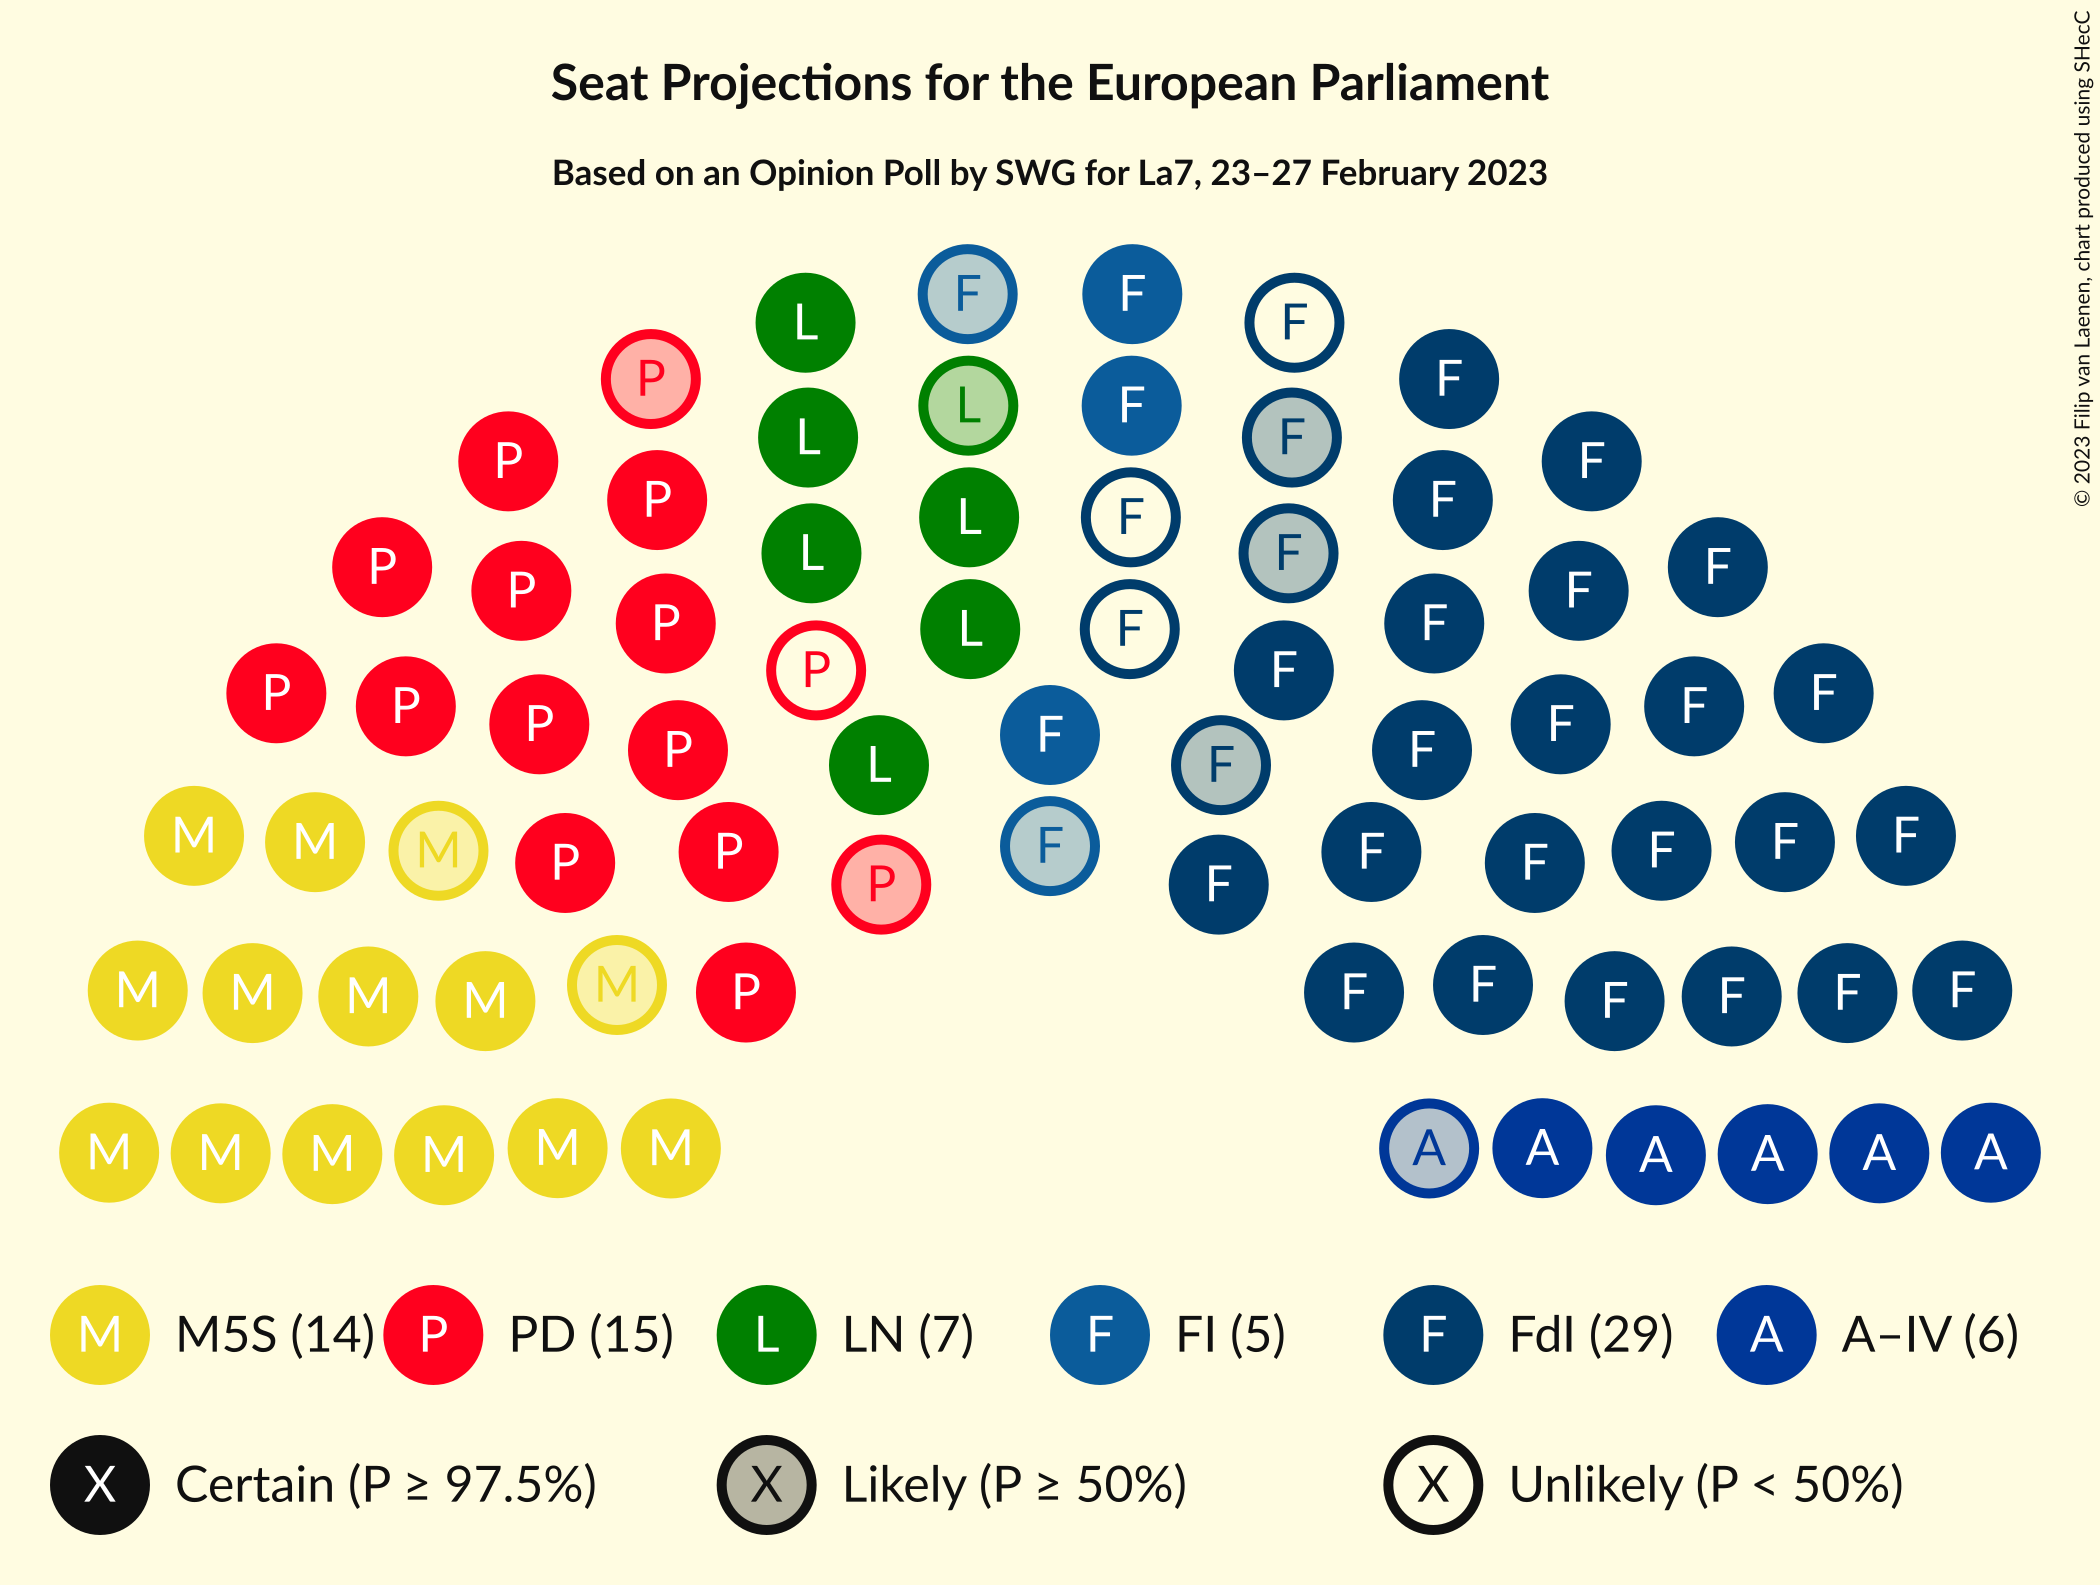 Seat Projections for the European Parliament
Based on an Opinion Poll by SWG for La7, 23–27 February 2023
© 2023 Filip van Laenen, chart produced using SHecC
F F
L F
P F
L F
L F
P F
P F
P F
L F
L F
P F
P F
P F
L F
P F
P F
P F
P F
P F
P F
F
L F
M M M P P P F F F F F F F
M M M M M P F F F F F F
M M M M M M A A A A A A
M M5S (14) P PD (15) L LN (7) F FI (5) F FdI (29) A A–IV (6)
X Certain (P ≥ 97.5%) X Likely (P ≥ 50%) X Unlikely (P < 50%)